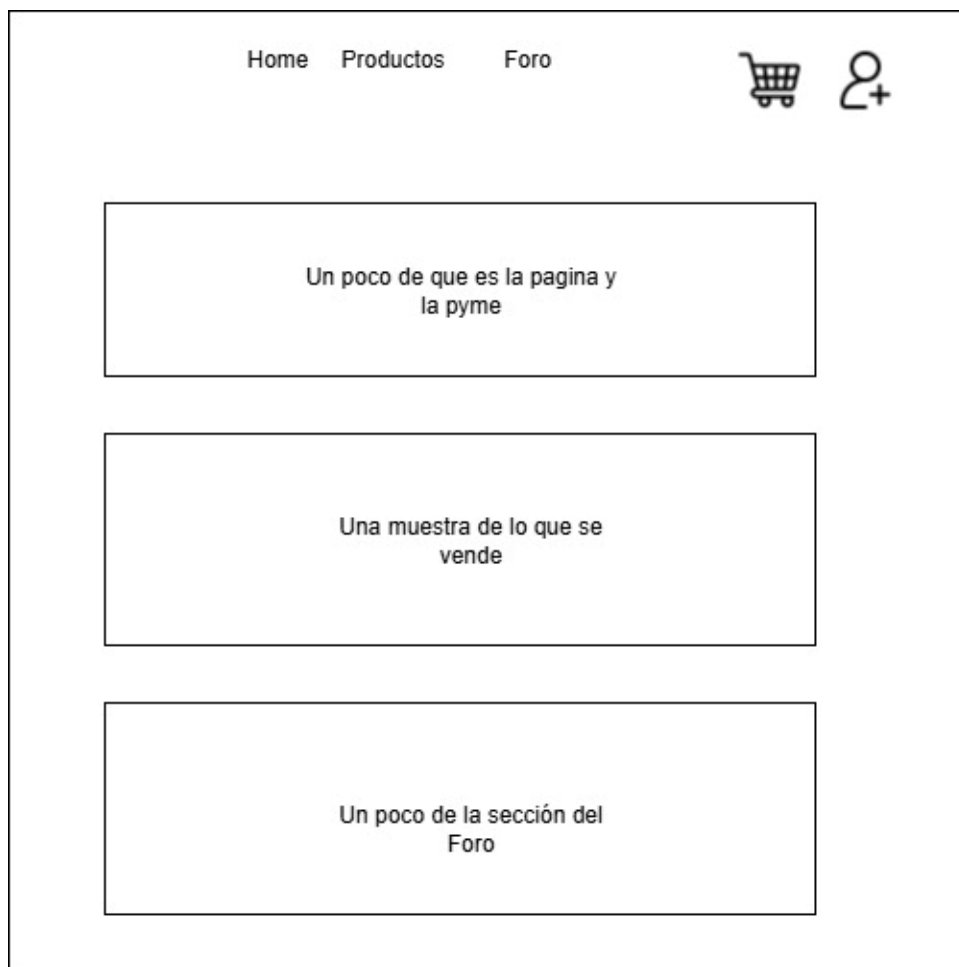 Home Productos Foro
Un poco de que es la pagina y
la pyme
Una muestra de lo que se
vende
Un poco de la sección del
Foro